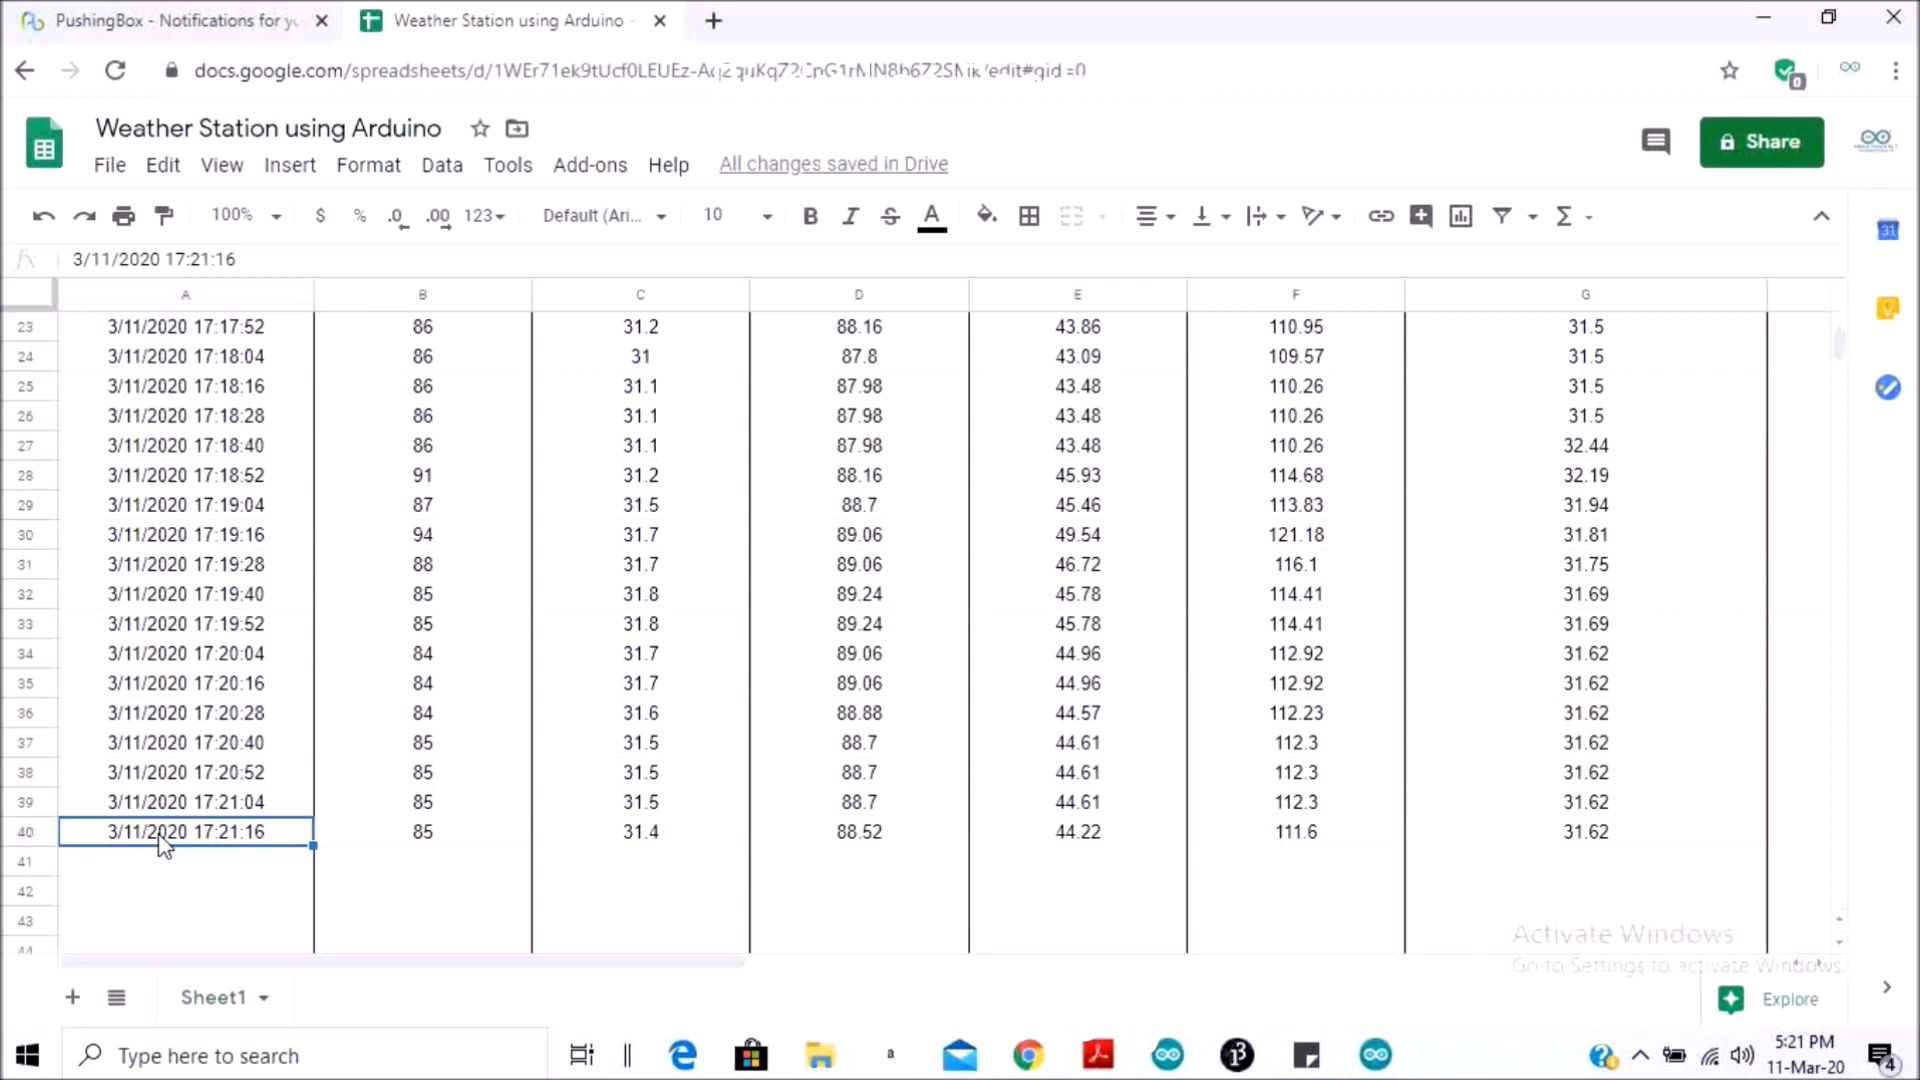 PushingBox - Notifications for
Weather Station using Arduino -
Weather Station using Arduino
File Edit View Insert Format Data Tools Add-ons Help All changes saved in Drive
Share
100% $ % .0 .00 123 Default (Ari... 10 B I S A
31
0
fx 3/11/2020 17:21:16
A B C D E F G
23 3/11/2020 17:17:52 86 31.2 88.16 43.86 110.95 31.5
24 3/11/2020 17:18:04 86 31 87.8 43.09 109.57 31.5
25 3/11/2020 17:18:16 86 31.1 87.98 43.48 110.26 31.5
26 3/11/2020 17:18:28 86 31.1 87.98 43.48 110.26 31.5
27 3/11/2020 17:18:40 86 31.1 87.98 43.48 110.26 32.44
28 3/11/2020 17:18:52 91 31.2 88.16 45.93 114.68 32.19
29 3/11/2020 17:19:04 87 31.5 88.7 45.46 113.83 31.94
30 3/11/2020 17:19:16 94 31.7 89.06 49.54 121.18 31.81
31 3/11/2020 17:19:28 88 31.7 89.06 46.72 116.1 31.75
32 3/11/2020 17:19:40 85 31.8 89.24 45.78 114.41 31.69
33 3/11/2020 17:19:52 85 31.8 89.24 45.78 114.41 31.69
34 3/11/2020 17:20:04 84 31.7 89.06 44.96 112.92 31.62
35 3/11/2020 17:20:16 84 31.7 89.06 44.96 112.92 31.62
36 3/11/2020 17:20:28 84 31.6 88.88 44.57 112.23 31.62
37 3/11/2020 17:20:40 85 31.5 88.7 44.61 112.3 31.62
38 3/11/2020 17:20:52 85 31.5 88.7 44.61 112.3 31.62
39 3/11/2020 17:21:04 85 31.5 88.7 44.61 112.3 31.62
40 3/11/2020 17:21:16 85 31.4 88.52 44.22 111.6 31.62
41
42
43
44
Activate Windows
Go to Settings to activate Windows.
Sheet1
Explore
Type here to search
a
5:21 PM
11-Mar-20
4